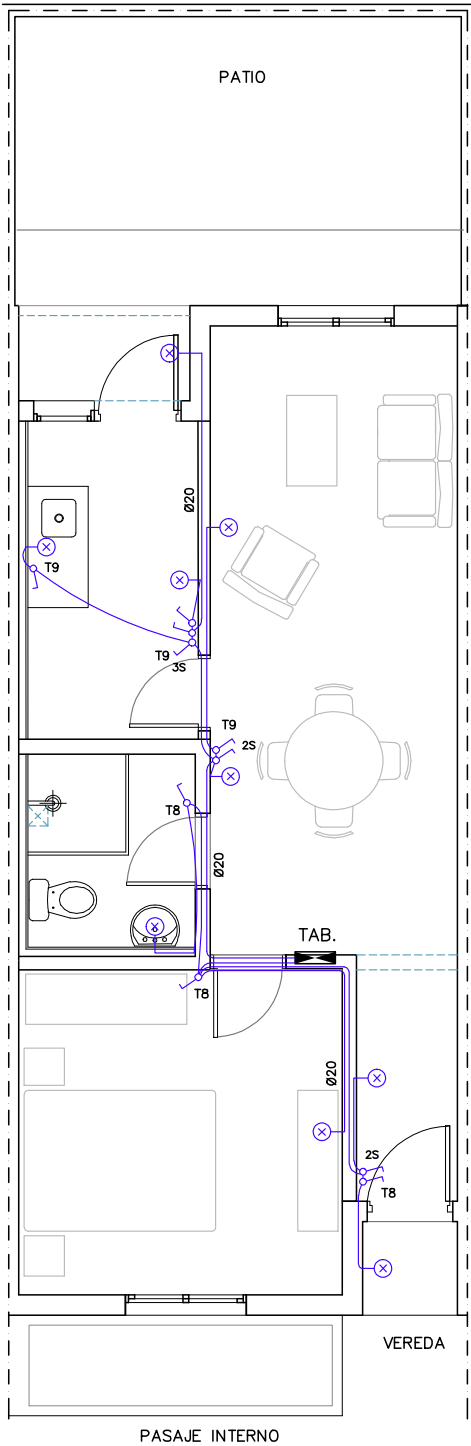 PATIO
Ø20
T9
T9
3S
T9
2S
T8
Ø20
TAB.
T8
Ø20
2S
T8
VEREDA
PASAJE INTERNO